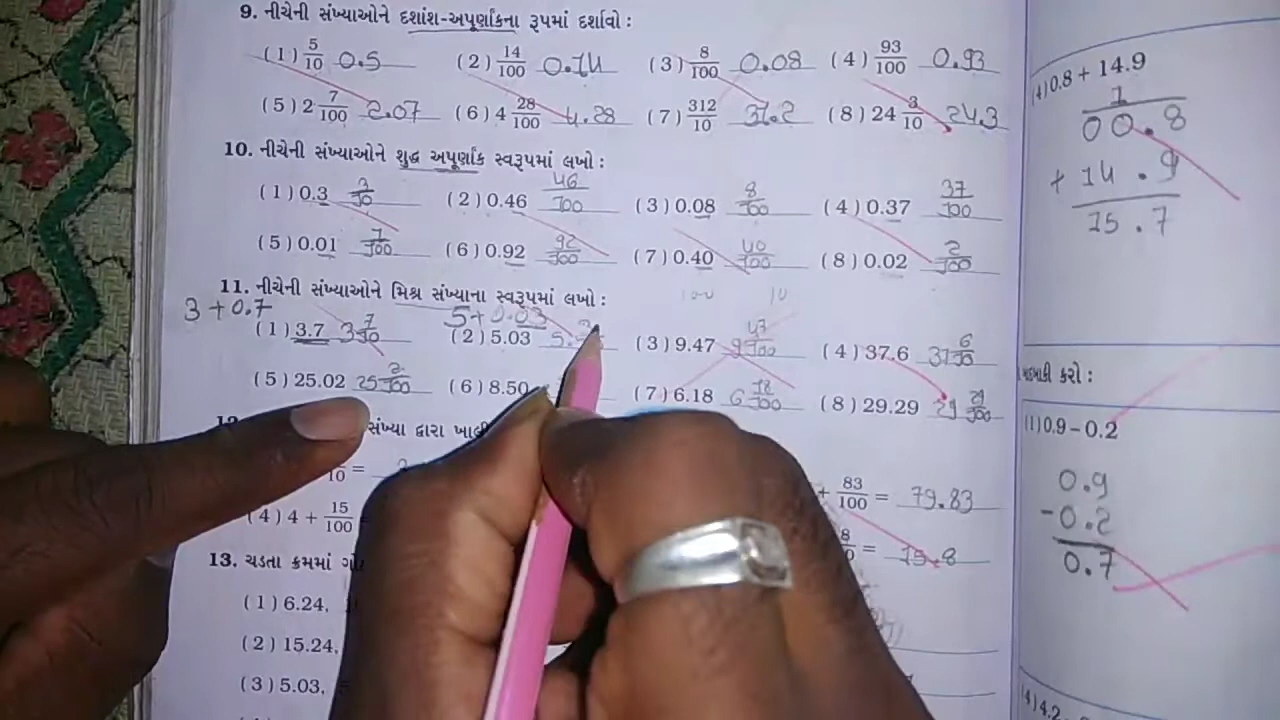 9. નીચેની સંખ્યાઓને દશાંશ-અપૂર્ણાંકના રૂપમાં દર્શાવો :
(1) 5/10 0.5 (2) 14/100 0.14 (3) 8/100 0.08 (4) 93/100 0.93
(5) 2 7/100 2.07 (6) 4 28/100 4.28 (7) 312/10 31.2 (8) 24 3/10 24.3
10. નીચેની સંખ્યાઓને શુદ્ધ અપૂર્ણાંક સ્વરૂપમાં લખો :
(1) 0.3 3/10 (2) 0.46 46/100 (3) 0.08 8/100 (4) 0.37 37/100
(5) 0.01 1/100 (6) 0.92 92/100 (7) 0.40 40/100 (8) 0.02 2/100
11. નીચેની સંખ્યાઓને મિશ્ર સંખ્યાના સ્વરૂપમાં લખો :
3 + 0.7 5 + 0.03
(1) 3.7 3 7/10 (2) 5.03 (3) 9.47 9 47/100 (4) 37.6 37 6/10
(5) 25.02 25 2/100 (6) 8.50 (7) 6.18 6 18/100 (8) 29.29 29 29/100
સંખ્યા દ્વારા
+ 83/100 = 79.83
(4) 4 + 15/100
= 15.8
13. ચડતા ક્રમમાં
(1) 6.24,
(2) 15.24,
(3) 5.03,
(4) 0.8 + 14.9
1
00.8
+ 14.9
15.7
કરો :
(1) 0.9 – 0.2
0.9
-0.2
0.7
(4) 4.2